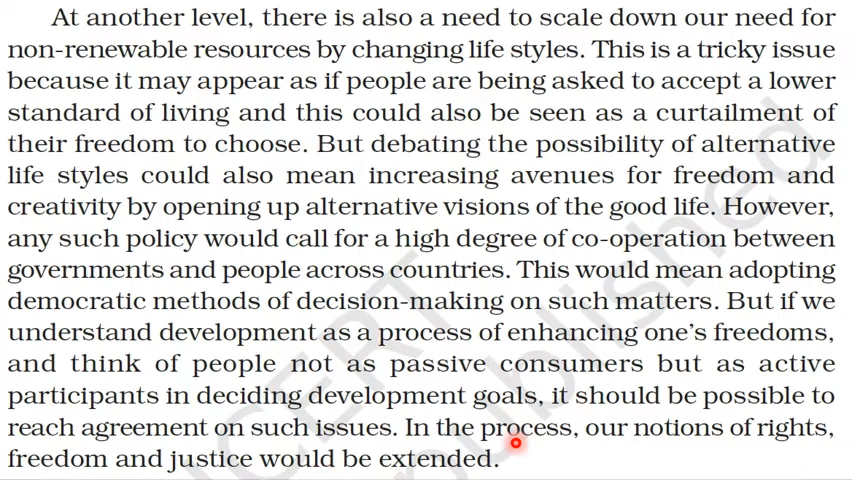 At another level, there is also a need to scale down our need for
non-renewable resources by changing life styles. This is a tricky issue
because it may appear as if people are being asked to accept a lower
standard of living and this could also be seen as a curtailment of
their freedom to choose. But debating the possibility of alternative
life styles could also mean increasing avenues for freedom and
creativity by opening up alternative visions of the good life. However,
any such policy would call for a high degree of co-operation between
governments and people across countries. This would mean adopting
democratic methods of decision-making on such matters. But if we
understand development as a process of enhancing one's freedoms,
and think of people not as passive consumers but as active
participants in deciding development goals, it should be possible to
reach agreement on such issues. In the process, our notions of rights,
freedom and justice would be extended.
NCERT
published